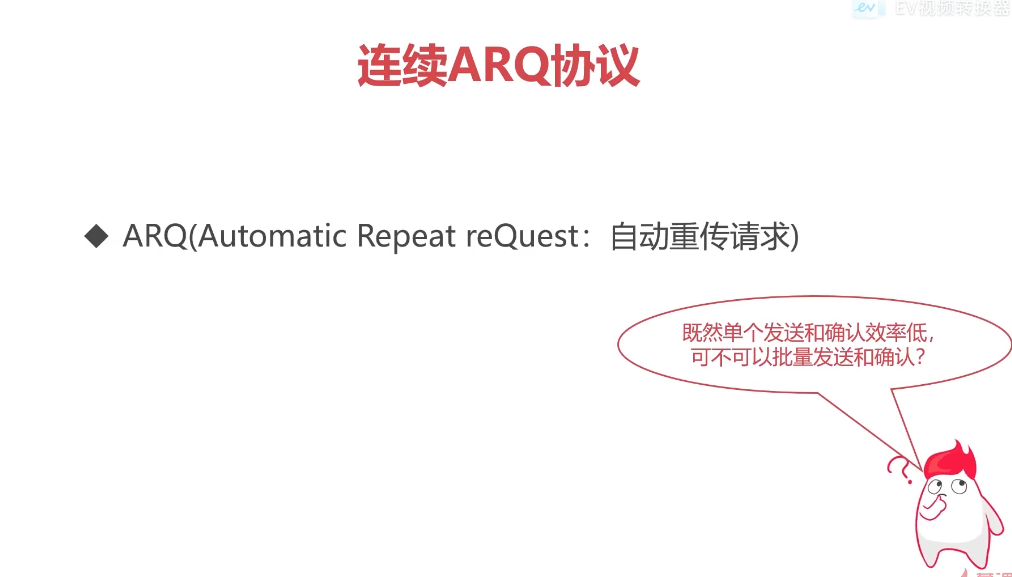 EV视频转换器
连续ARQ协议
ARQ(Automatic Repeat reQuest：自动重传请求)
既然单个发送和确认效率低，
可不可以批量发送和确认？